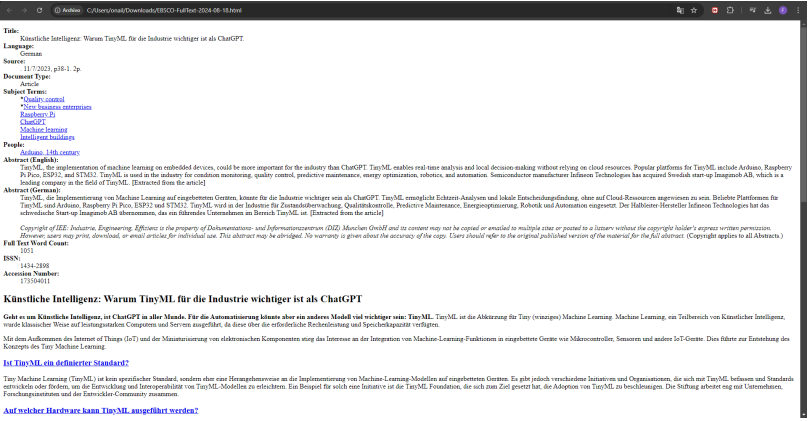 Archivo C:/Users/onail/Downloads/EBSCO-FullText-2024-08-18.html
Title:
Künstliche Intelligenz: Warum TinyML für die Industrie wichtiger ist als ChatGPT.
Language:
German
Source:
11/7/2023, p38-1. 2p.
Document Type:
Article
Subject Terms:
*Quality control
*New business enterprises
Raspberry Pi
ChatGPT
Machine learning
Intelligent buildings
People:
Arduino, 14th century
Abstract (English):
TinyML, the implementation of machine learning on embedded devices, could be more important for the industry than ChatGPT. TinyML enables real-time analysis and local decision-making without relying on cloud resources. Popular platforms for TinyML include Arduino, Raspberry
Pi Pico, ESP32, and STM32. TinyML is used in the industry for condition monitoring, quality control, predictive maintenance, energy optimization, robotics, and automation. Semiconductor manufacturer Infineon Technologies has acquired Swedish start-up Imagimob AB, which is a
leading company in the field of TinyML. [Extracted from the article]
Abstract (German):
TinyML, die Implementierung von Machine Learning auf eingebetteten Geräten, könnte für die Industrie wichtiger sein als ChatGPT. TinyML ermöglicht Echtzeit-Analysen und lokale Entscheidungsfindung, ohne auf Cloud-Ressourcen angewiesen zu sein. Beliebte Plattformen für
TinyML sind Arduino, Raspberry Pi Pico, ESP32 und STM32. TinyML wird in der Industrie für Zustandsüberwachung, Qualitätskontrolle, Predictive Maintenance, Energieoptimierung, Robotik und Automation eingesetzt. Der Halbleiter-Hersteller Infineon Technologies hat das
schwedische Start-up Imagimob AB übernommen, das ein führendes Unternehmen im Bereich TinyML ist. [Extracted from the article]
Copyright of IEE: Industrie, Engineering, Effizienz is the property of Dokumentations- und Informationszentrum (DIZ) Munchen GmbH and its content may not be copied or emailed to multiple sites or posted to a listserv without the copyright holder's express written permission.
However, users may print, download, or email articles for individual use. This abstract may be abridged. No warranty is given about the accuracy of the copy. Users should refer to the original published version of the material for the full abstract. (Copyright applies to all Abstracts.)
Full Text Word Count:
1051
ISSN:
1434-2898
Accession Number:
173504011
Künstliche Intelligenz: Warum TinyML für die Industrie wichtiger ist als ChatGPT
Geht es um Künstliche Intelligenz, ist ChatGPT in aller Munde. Für die Automatisierung könnte aber ein anderes Modell viel wichtiger sein: TinyML. TinyML ist die Abkürzung für Tiny (winziges) Machine Learning. Machine Learning, ein Teilbereich von Künstlicher Intelligenz,
wurde klassischer Weise auf leistungsstarken Computern und Servern ausgeführt, da diese über die erforderliche Rechenleistung und Speicherkapazität verfügten.
Mit dem Aufkommen des Internet of Things (IoT) und der Miniaturisierung von elektronischen Komponenten stieg das Interesse an der Integration von Machine-Learning-Funktionen in eingebettete Geräte wie Mikrocontroller, Sensoren und andere IoT-Geräte. Dies führte zur Entstehung des
Konzepts des Tiny Machine Learning.
Ist TinyML ein definierter Standard?
Tiny Machine Learning (TinyML) ist kein spezifischer Standard, sondern eher eine Herangehensweise an die Implementierung von Machine-Learning-Modellen auf eingebetteten Geräten. Es gibt jedoch verschiedene Initiativen und Organisationen, die sich mit TinyML befassen und Standards
entwickeln oder fördern, um die Entwicklung und Interoperabilität von TinyML-Modellen zu erleichtern. Ein Beispiel für solch eine Initiative ist die TinyML Foundation, die sich zum Ziel gesetzt hat, die Adoption von TinyML zu beschleunigen. Die Stiftung arbeitet eng mit Unternehmen,
Forschungsinstituten und der Entwickler-Community zusammen.
Auf welcher Hardware kann TinyML ausgeführt werden?